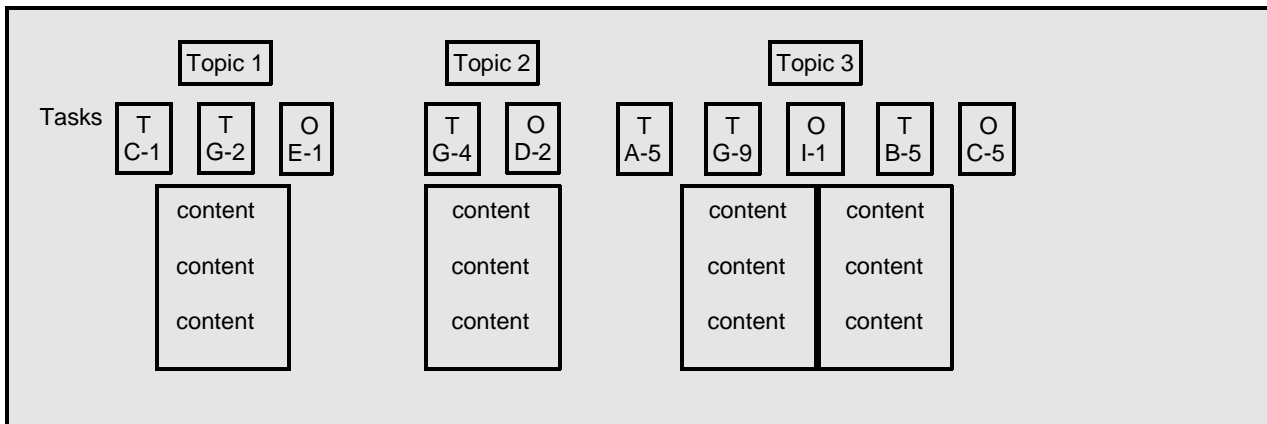 Topic 1 Topic 2 Topic 3
Tasks T T O T O T T O T O
C-1 G-2 E-1 G-4 D-2 A-5 G-9 I-1 B-5 C-5
content content content content
content content content content
content content content content